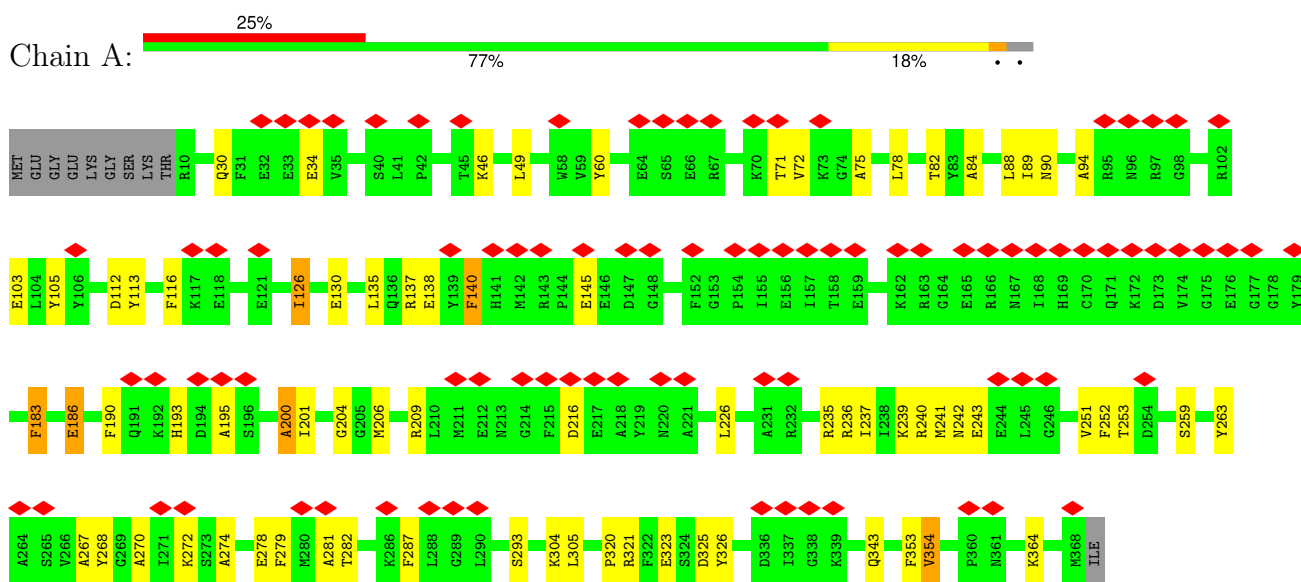 25%
Chain A:
77% 18% • •
MET GLU GLY GLU LYS GLY SER LYS THR R10 Q30 F31 E32 E33 E34 V35 S40 L41 P42 T45 K46 L49 W58 V59 Y60 E64 S65 E66 R67 K70 T71 V72 K73 G74 A75 L78 T82 Y83 A84 L88 I89 N90 A94 R95 N96 R97 G98 R102
E103 L104 Y105 Y106 D112 Y113 F116 K117 E118 E121 I126 E130 L135 Q136 R137 E138 Y139 F140 H141 M142 R143 P144 E145 E146 D147 G148 F152 G153 P154 I155 E156 I157 T158 E159 K162 R163 G164 E165 R166 N167 I168 H169 C170 Q171 K172 D173 V174 G175 E176 G177 G178 Y179
F183 E186 F190 Q191 K192 H193 D194 A195 S196 A200 I201 G204 G205 M206 R209 L210 M211 E212 N213 G214 F215 D216 E217 A218 Y219 N220 A221 L226 A231 R232 R235 R236 I237 I238 K239 R240 M241 N242 E243 E244 L245 G246 V251 F252 T253 D254 S259 Y263
A264 S265 V266 A267 Y268 G269 A270 I271 K272 S273 A274 E278 F279 M280 A281 T282 K286 F287 L288 G289 L290 S293 K304 L305 P320 R321 F322 E323 S324 D325 Y326 D336 I337 G338 K339 Q343 F353 V354 P360 N361 K364 M368 ILE